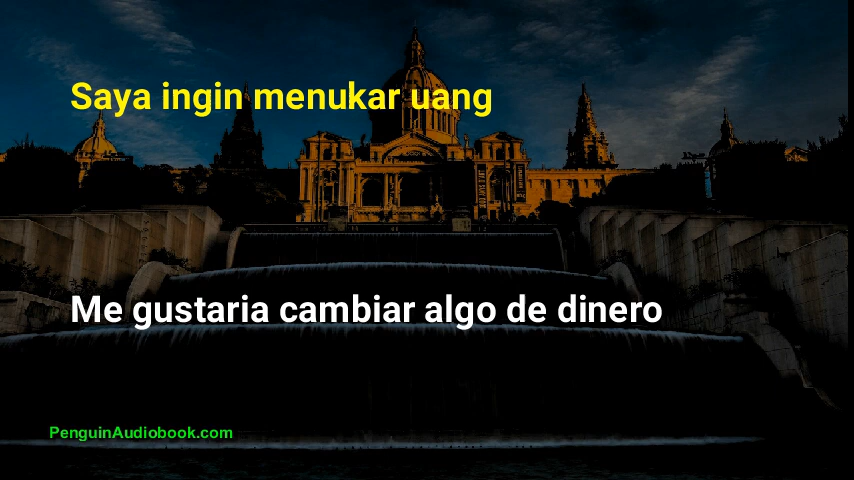 Saya ingin menukar uang
Me gustaria cambiar algo de dinero
PenguinAudiobook.com